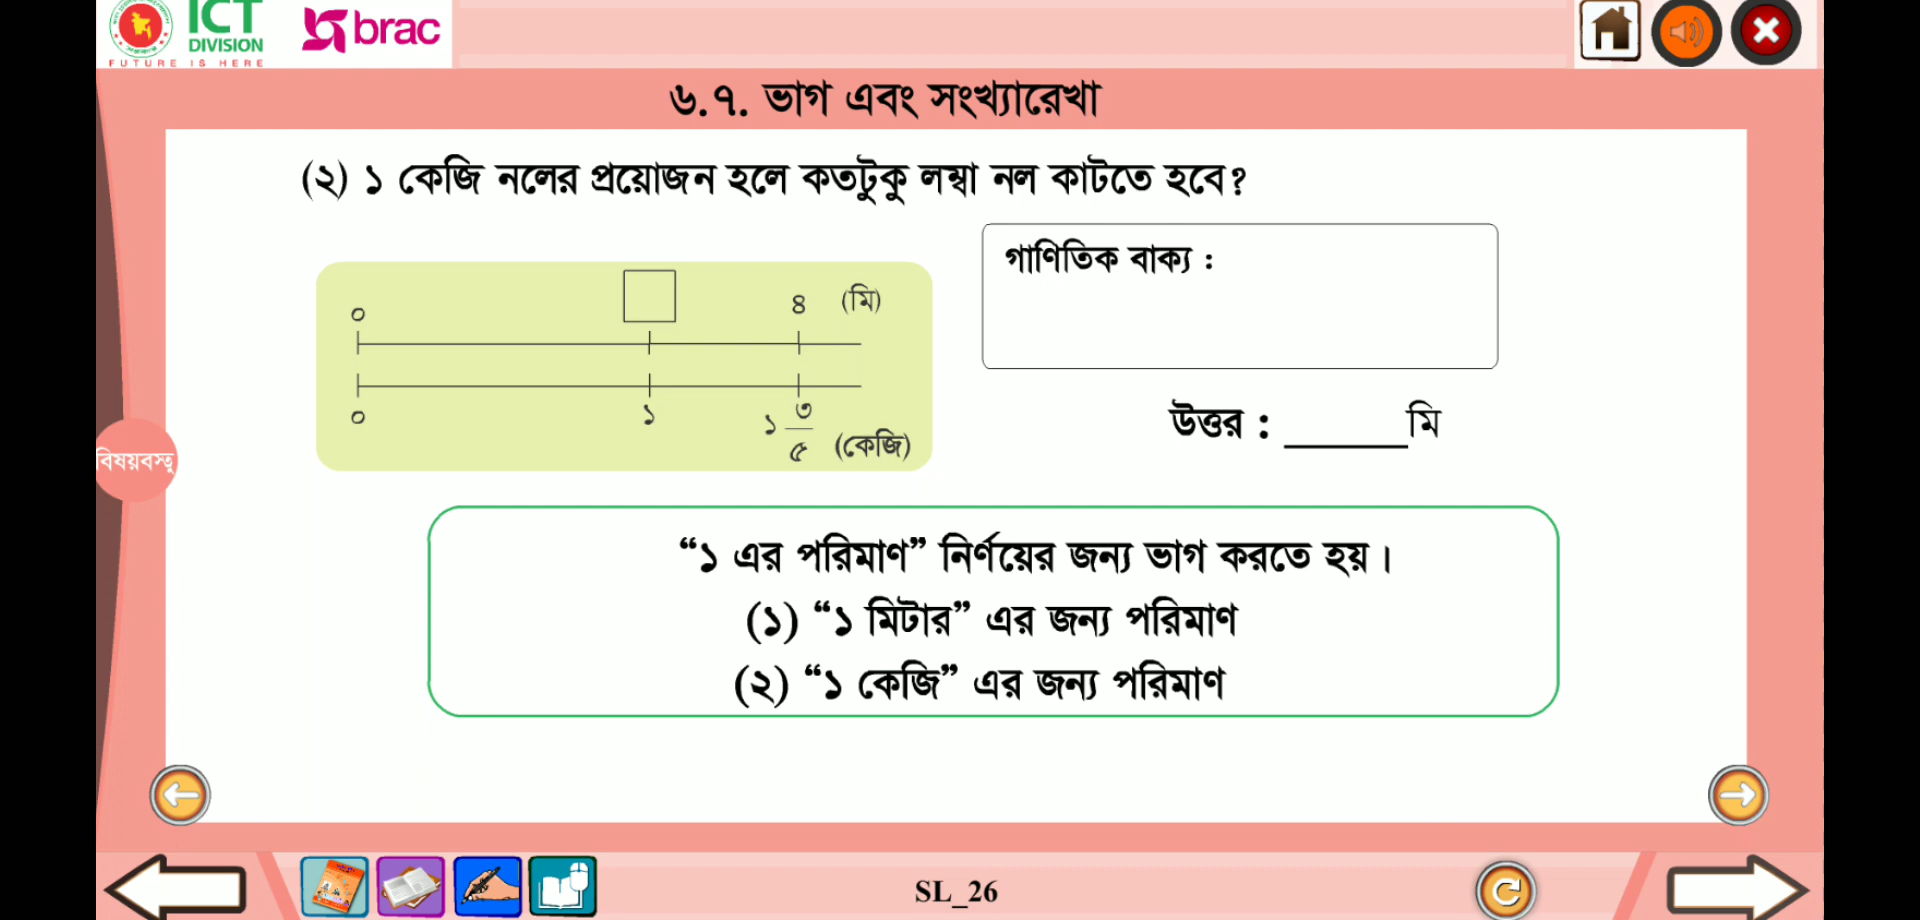 ICT
DIVISION
FUTURE IS HERE
brac
৬.৭. ভাগ এবং সংখ্যারেখা
(২) ১ কেজি নলের প্রয়োজন হলে কতটুকু লম্বা নল কাটতে হবে?
গাণিতিক বাক্য :
০ ৪ (মি)
০ ১ ১ ৩/৫ (কেজি)
উত্তর : ______মি
বিষয়বস্তু
“১ এর পরিমাণ” নির্ণয়ের জন্য ভাগ করতে হয়।
(১) “১ মিটার” এর জন্য পরিমাণ
(২) “১ কেজি” এর জন্য পরিমাণ
SL_26